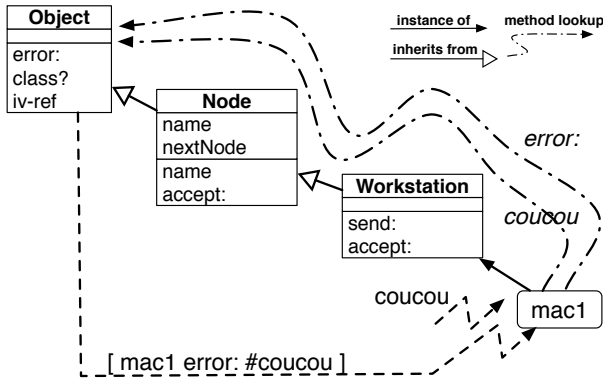 Object
error:
class?
iv-ref
instance of
method lookup
inherits from
Node
name
nextNode
name
accept:
error:
Workstation
send:
accept:
coucou
coucou
mac1
[ mac1 error: #coucou ]